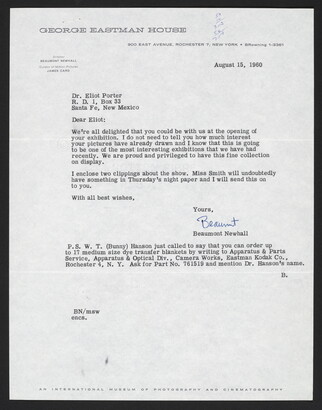 GEORGE EASTMAN HOUSE
900 EAST AVENUE, ROCHESTER 7, NEW YORK • BRowning 1-3361
BEAUMONT NEWHALL
JAMES CARD
August 15, 1960
Dr. Eliot Porter
R. D. 1, Box 33
Santa Fe, New Mexico
Dear Eliot:
We're all delighted that you could be with us at the opening of
your exhibition. I do not need to tell you how much interest
your pictures have already drawn and I know that this is going
to be one of the most interesting exhibitions that we have had
recently. We are proud and privileged to have this fine collection
on display.
I enclose two clippings about the show. Miss Smith will undoubtedly
have something in Thursday's night paper and I will send this on
to you.
With all best wishes,
Yours,
Beaumont
Beaumont Newhall
P.S. W. T. (Bunny) Hanson just called to say that you can order up
to 17 medium size dye transfer blankets by writing to Apparatus & Parts
Service, Apparatus & Optical Div., Camera Works, Eastman Kodak Co.,
Rochester 4, N. Y. Ask for Part No. 761519 and mention Dr. Hanson's name.
B.
BN/msw
encs.
AN INTERNATIONAL MUSEUM OF PHOTOGRAPHY AND CINEMATOGRAPHY